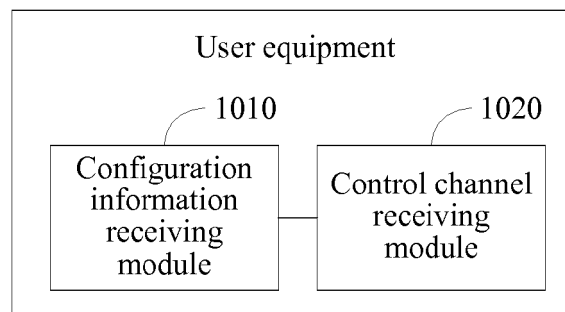 User equipment
1010
1020
Configuration
information
receiving
module
Control channel
receiving
module